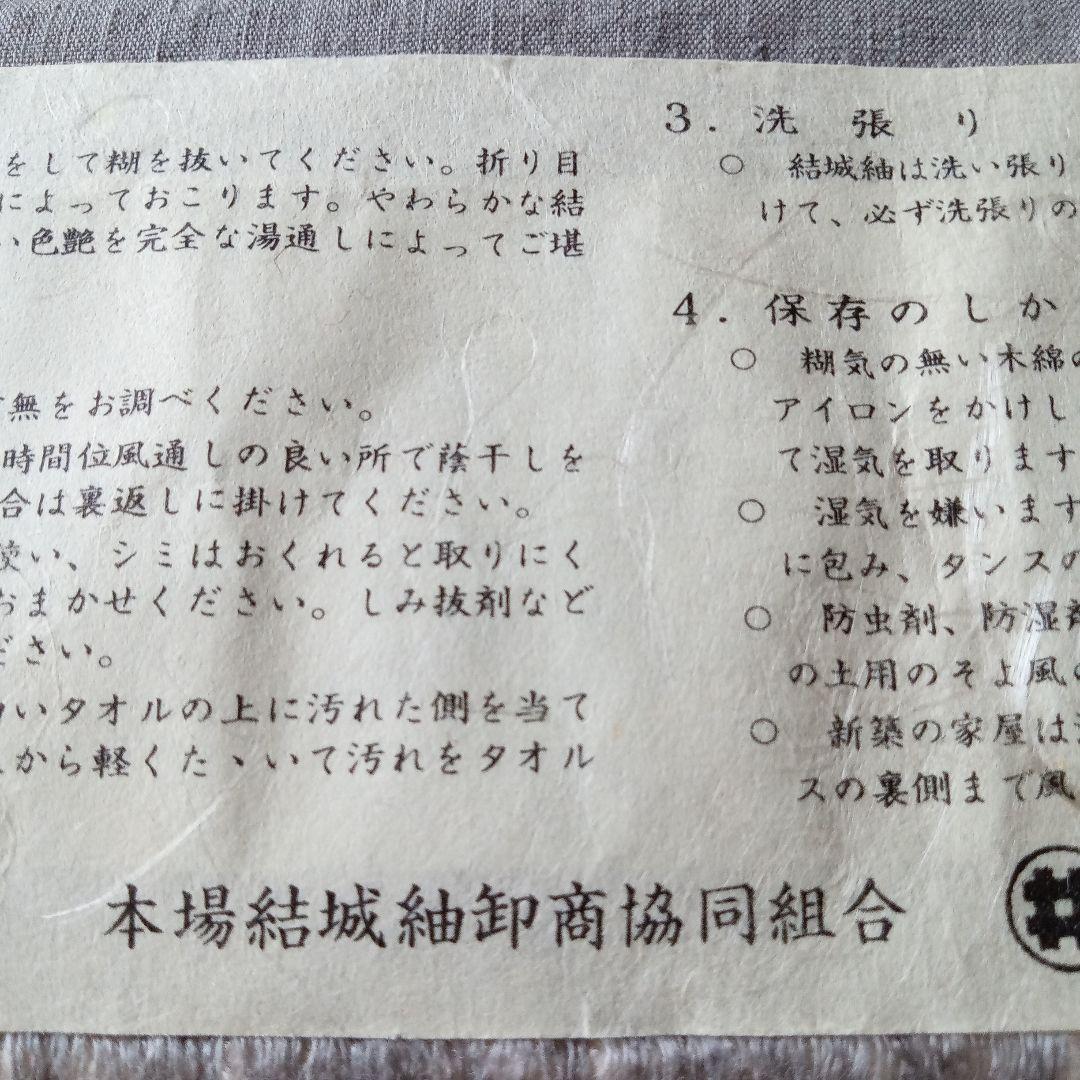 をして糊を抜いてください。折り目
によっておこります。やわらかな結
い色艶を完全な湯通しによってご堪
無をお調べください。
時間位風通しの良い所で蔭干しを
合は裏返しに掛けてください。
使い、シミはおくれると取りにく
おまかせください。しみ抜剤など
ださい。
いタオルの上に汚れた側を当て
から軽くたゝいて汚れをタオル
3．洗張り
○ 結城紬は洗い張り
けて、必ず洗張りの
4．保存のしか
○ 糊気の無い木綿の
アイロンをかけし
て湿気を取ります
○ 湿気を嫌います
に包み、タンスの
○ 防虫剤、防湿剤
の土用のそよ風の
○ 新築の家屋は
スの裏側まで風
本場結城紬卸商協同組合